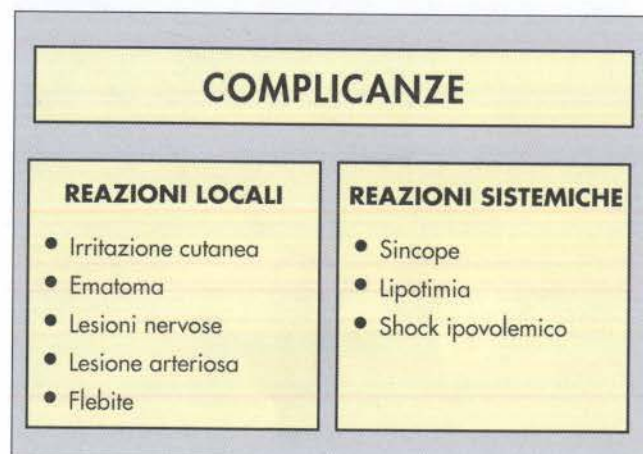 COMPLICANZE
REAZIONI LOCALI
• Irritazione cutanea
• Ematoma
• Lesioni nervose
• Lesione arteriosa
• Flebite
REAZIONI SISTEMICHE
• Sincope
• Lipotimia
• Shock ipovolemico